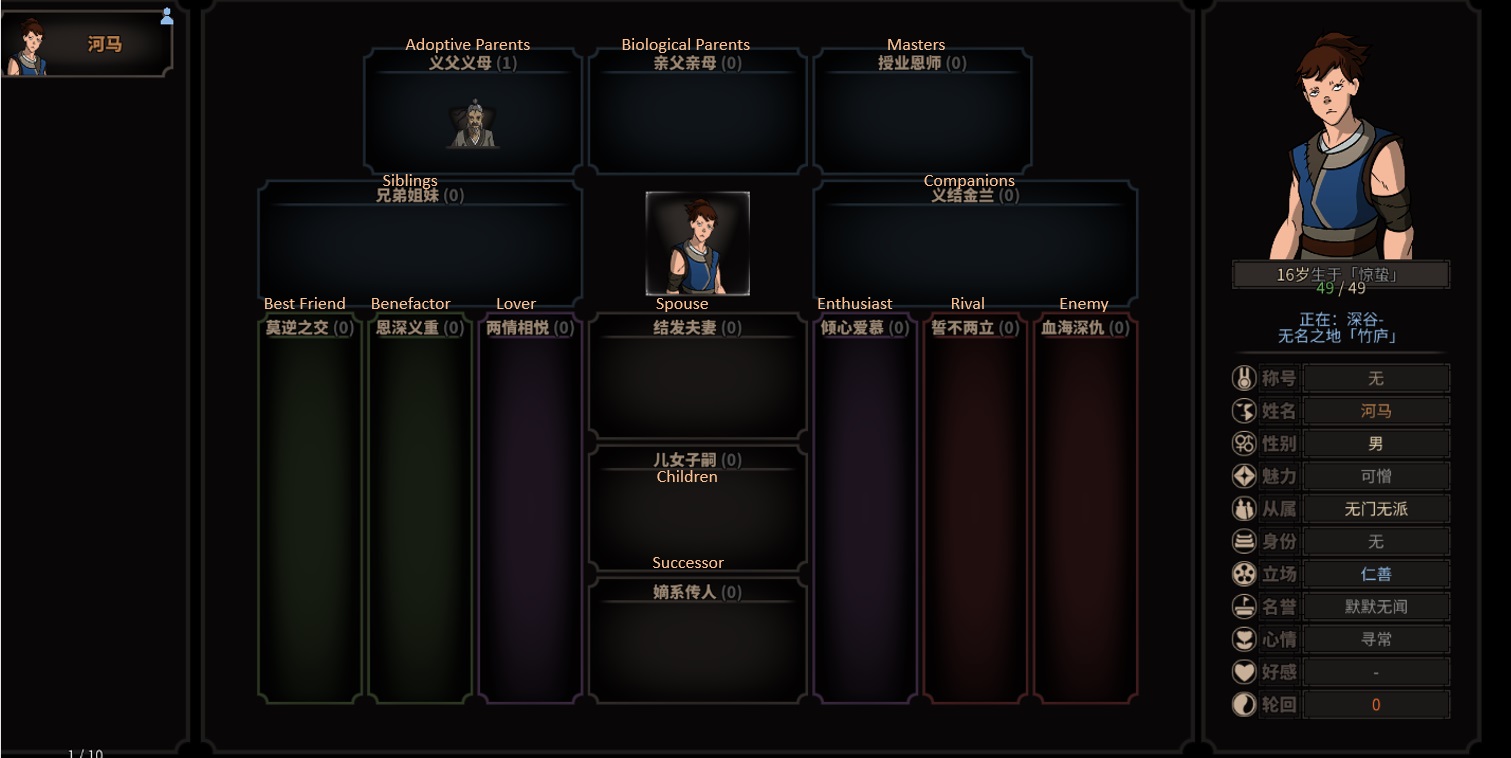 河马
Adoptive Parents
义父义母 (1)
Biological Parents
亲父亲母 (0)
Masters
授业恩师 (0)
Siblings
兄弟姐妹 (0)
Companions
义结金兰 (0)
Best Friend
莫逆之交 (0)
Benefactor
恩深义重 (0)
Lover
两情相悦 (0)
Spouse
结发夫妻 (0)
Enthusiast
倾心爱慕 (0)
Rival
誓不两立 (0)
Enemy
血海深仇 (0)
儿女子嗣 (0)
Children
Successor
嫡系传人 (0)
1 / 10
16岁生于「惊蛰」
49 / 49
正在：深谷-
无名之地「竹庐」
称号 无
姓名 河马
性别 男
魅力 可憎
从属 无门无派
身份 无
立场 仁善
名誉 默默无闻
心情 寻常
好感 -
轮回 0